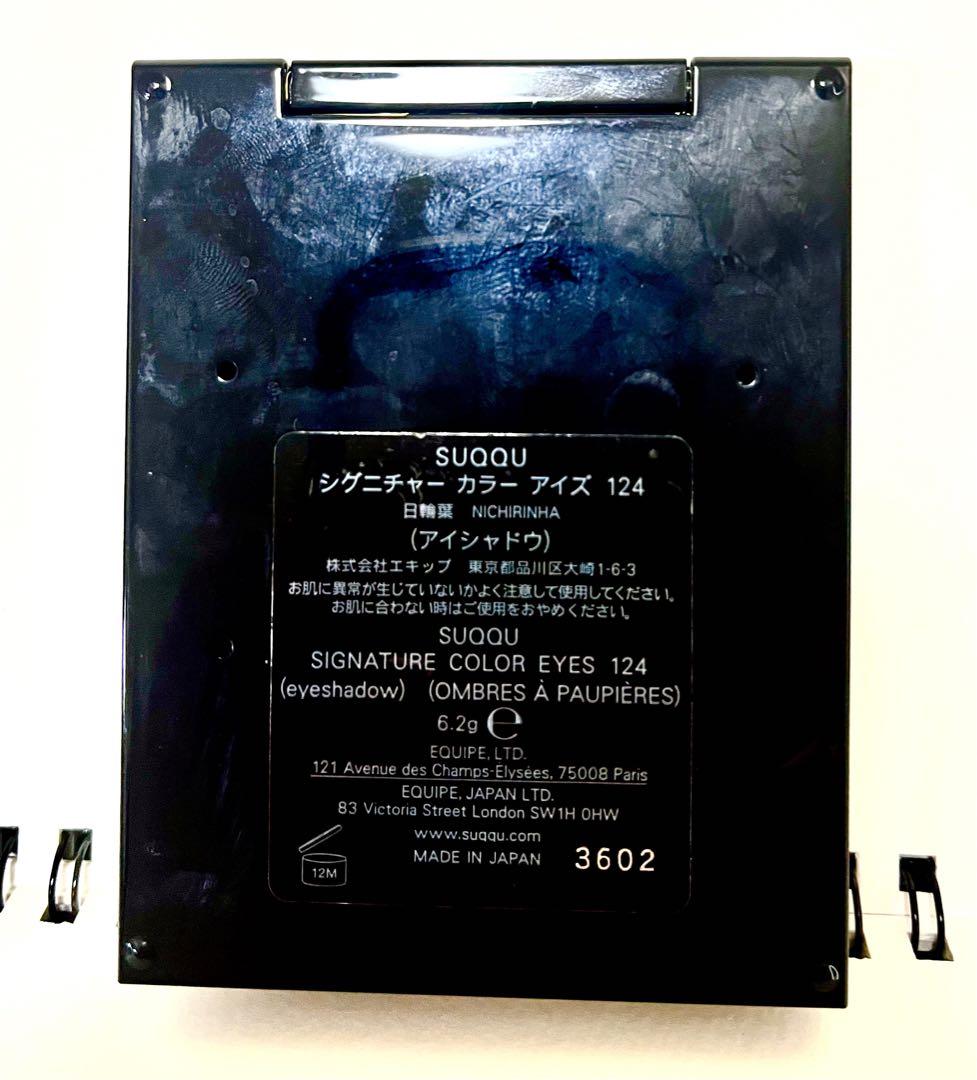 SUQQU
シグニチャー カラー アイズ 124
日輪葉 NICHIRINHA
(アイシャドウ)
株式会社エキップ 東京都品川区大崎1-6-3
お肌に異常が生じていないかよく注意して使用してください。
お肌に合わない時はご使用をおやめください。
SUQQU
SIGNATURE COLOR EYES 124
(eyeshadow) (OMBRES À PAUPIÈRES)
6.2g ℮
EQUIPE, LTD.
121 Avenue des Champs-Elysées, 75008 Paris
EQUIPE, JAPAN LTD.
83 Victoria Street London SW1H 0HW
www.suqqu.com
MADE IN JAPAN 3602
12M